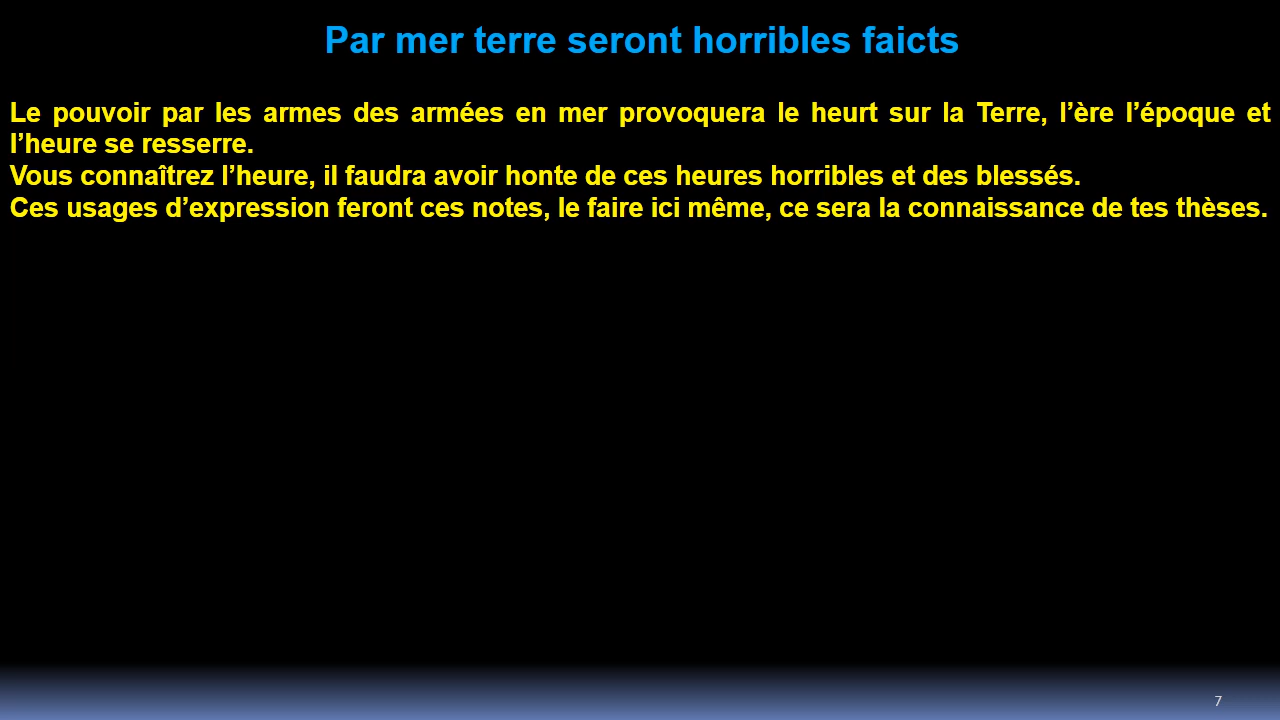 Par mer terre seront horribles faicts
Le pouvoir par les armes des armées en mer provoquera le heurt sur la Terre, l’ère l’époque et
l’heure se resserre.
Vous connaîtrez l’heure, il faudra avoir honte de ces heures horribles et des blessés.
Ces usages d’expression feront ces notes, le faire ici même, ce sera la connaissance de tes thèses.
7